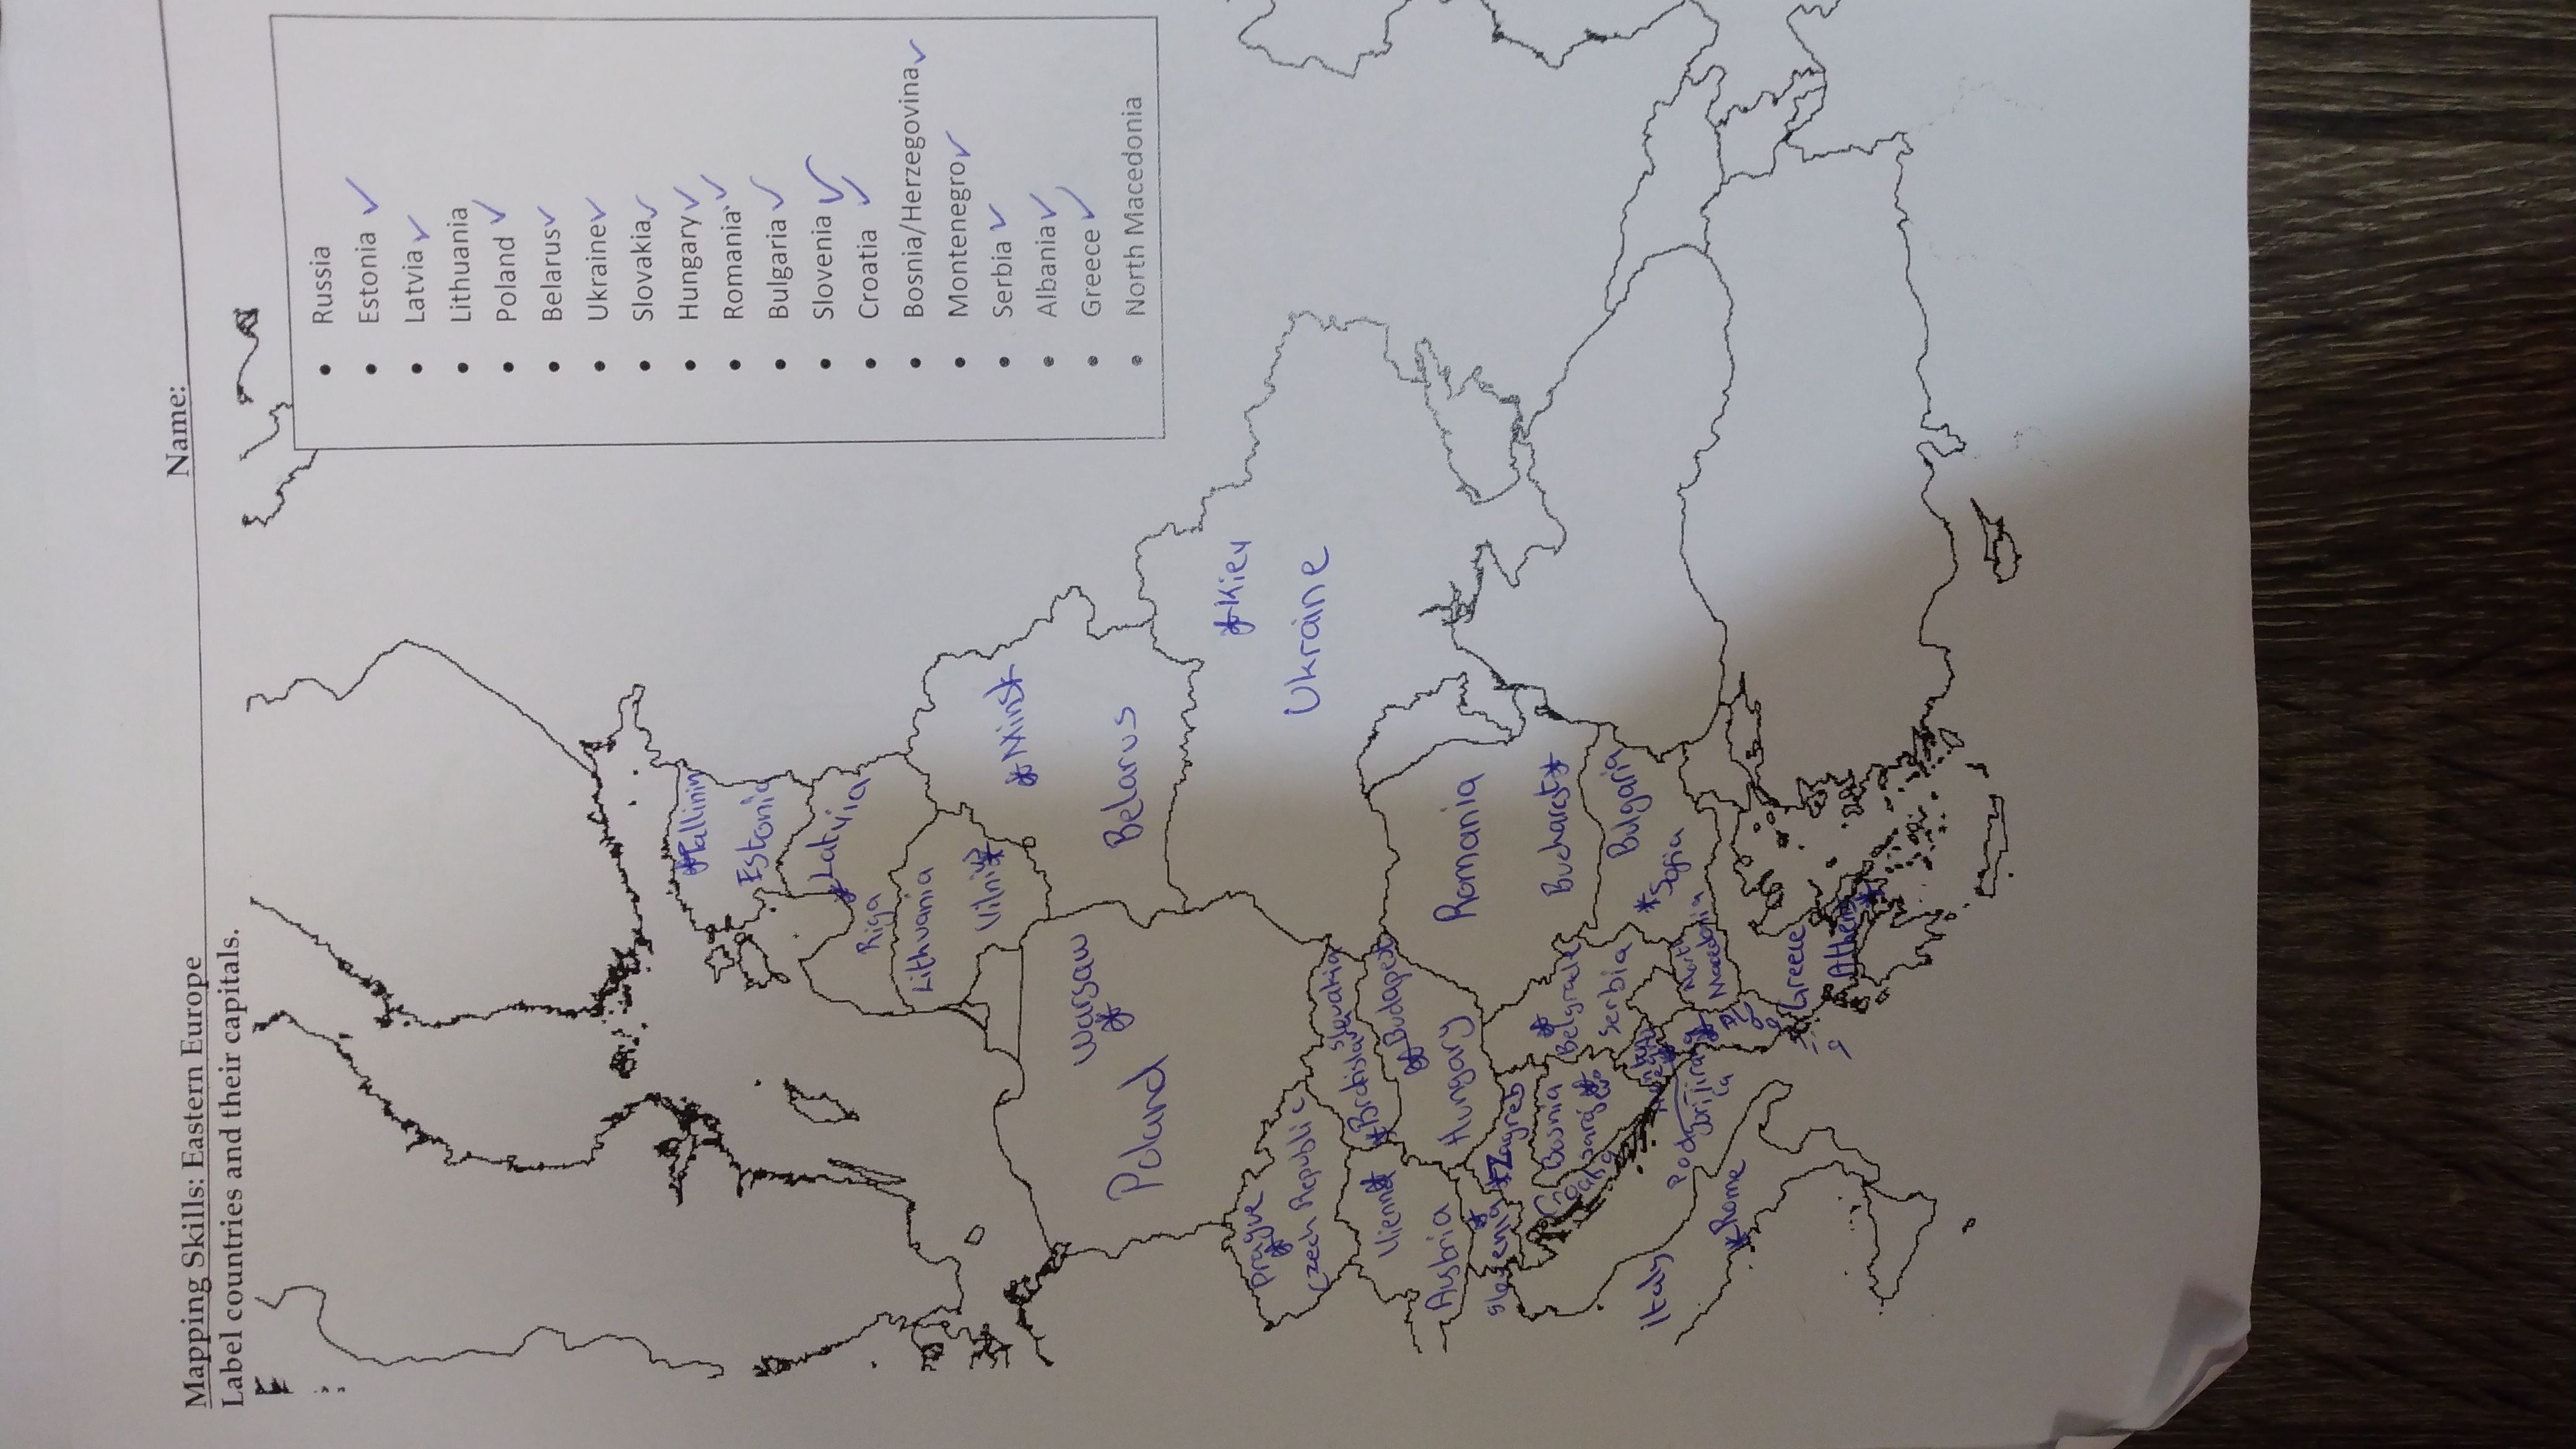 Mapping Skills: Eastern Europe
Name:
Label countries and their capitals.
• Russia
• Estonia ✓
• Latvia ✓
• Lithuania
• Poland ✓
• Belarus ✓
• Ukraine ✓
• Slovakia ✓
• Hungary ✓
• Romania ✓
• Bulgaria ✓
• Slovenia ✓
• Croatia ✓
• Bosnia/Herzegovina ✓
• Montenegro ✓
• Serbia ✓
• Albania ✓
• Greece ✓
• North Macedonia
Tallinin
Estonia
Latvia
Riga
Lithuania
Vilnius
Minsk
Warsaw
Poland
Belarus
Kiev
Ukraine
Prague
Czech Republic
Slovakia
Bratislava
Vienna
Budapest
Austria
Hungary
Romania
Slovenia
Zagreb
Croatia
Bosnia
Belgrade
Bucharest
Serbia
Bulgaria
Sofia
Italy
Podgorica
Tirana
North
Macedonia
Rome
Albania
Greece
Athens